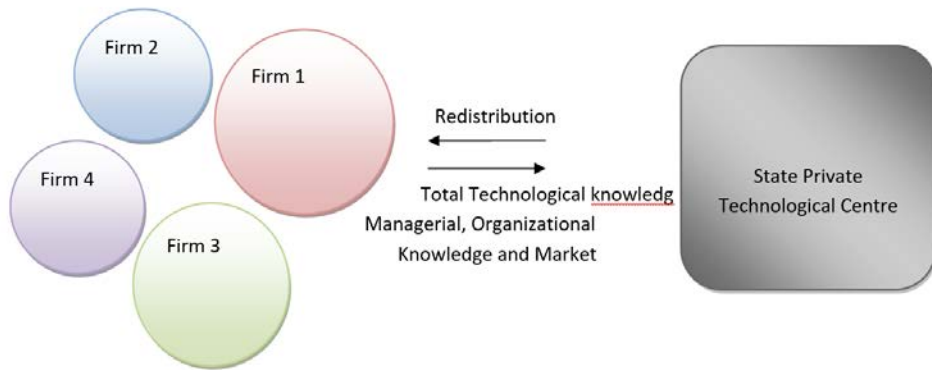 Firm 2
Firm 1
Firm 4
Firm 3
Redistribution
Total Technological knowledg
Managerial, Organizational
Knowledge and Market
State Private
Technological Centre